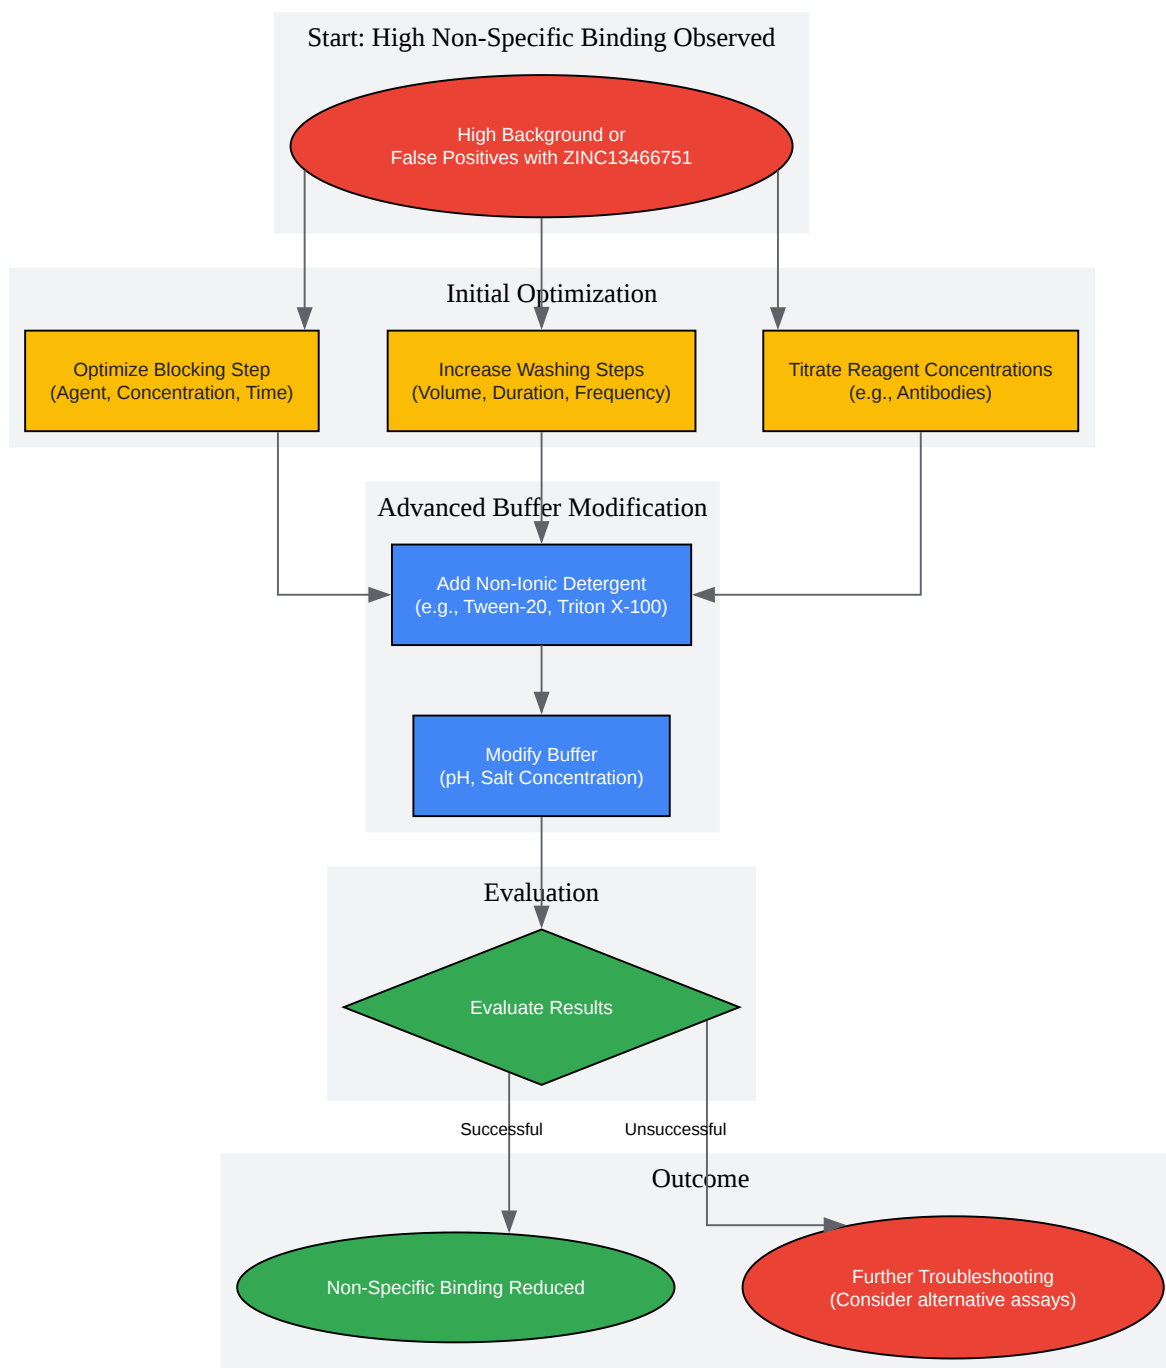 Start: High Non-Specific Binding Observed
High Background or
False Positives with ZINC13466751
Initial Optimization
Optimize Blocking Step
(Agent, Concentration, Time)
Increase Washing Steps
(Volume, Duration, Frequency)
Titrate Reagent Concentrations
(e.g., Antibodies)
Advanced Buffer Modification
Add Non-Ionic Detergent
(e.g., Tween-20, Triton X-100)
Modify Buffer
(pH, Salt Concentration)
Evaluation
Evaluate Results
Successful
Unsuccessful
Outcome
Non-Specific Binding Reduced
Further Troubleshooting
(Consider alternative assays)